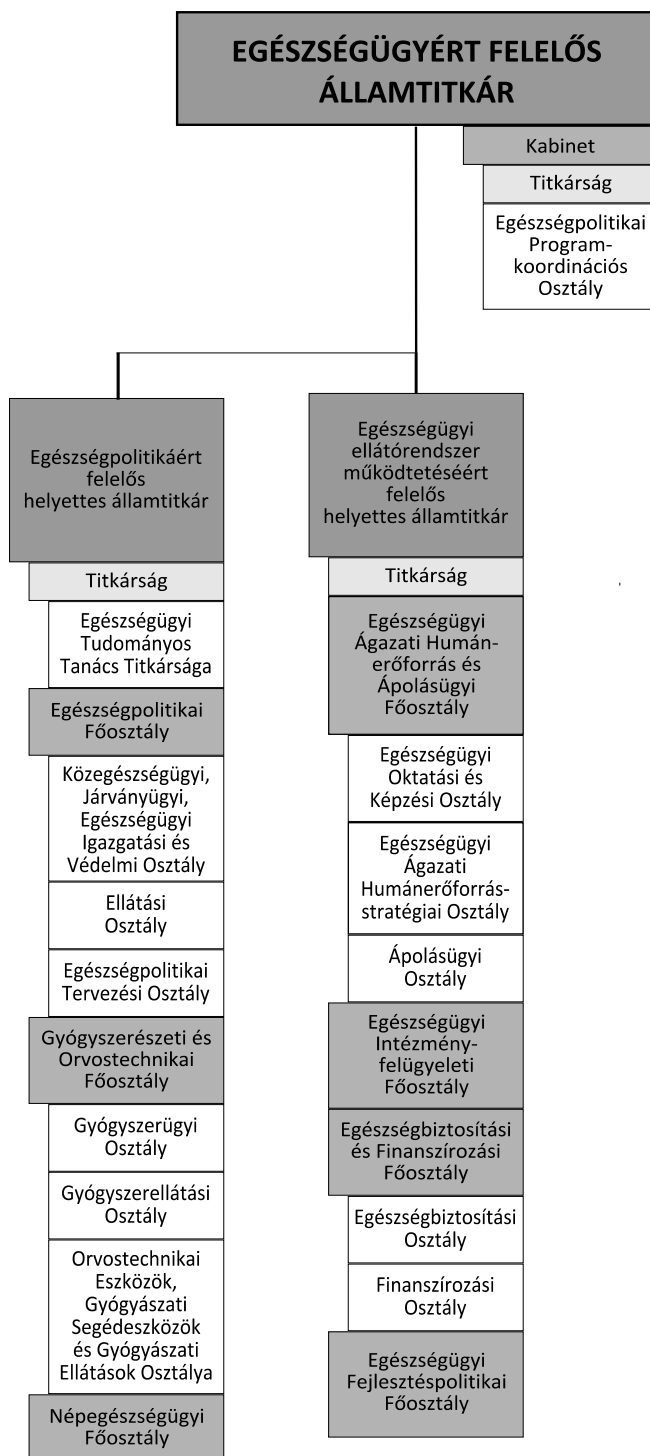 EGÉSZSÉGÜGYÉRT FELELŐS
ÁLLAMTITKÁR
Kabinet
Titkárság
Egészségpolitikai
Program-
koordinációs
Osztály
Egészségpolitikáért
felelős
helyettes államtitkár
Titkárság
Egészségügyi
Tudományos
Tanács Titkársága
Egészségpolitikai
Főosztály
Közegészségügyi,
Járványügyi,
Egészségügyi
Igazgatási és
Védelmi Osztály
Ellátási
Osztály
Egészségpolitikai
Tervezési Osztály
Gyógyszerészeti és
Orvostechnikai
Főosztály
Gyógyszerügyi
Osztály
Gyógyszerellátási
Osztály
Orvostechnikai
Eszközök,
Gyógyászati
Segédeszközök
és Gyógyászati
Ellátások Osztálya
Népegészségügyi
Főosztály
Egészségügyi
ellátórendszer
működtetéséért
felelős
helyettes államtitkár
Titkárság
Egészségügyi
Ágazati Humán-
erőforrás és
Ápolásügyi
Főosztály
Egészségügyi
Oktatási és
Képzési Osztály
Egészségügyi
Ágazati
Humánerőforrás-
stratégiai Osztály
Ápolásügyi
Osztály
Egészségügyi
Intézmény-
felügyeleti
Főosztály
Egészségbiztosítási
és Finanszírozási
Főosztály
Egészségbiztosítási
Osztály
Finanszírozási
Osztály
Egészségügyi
Fejlesztéspolitikai
Főosztály